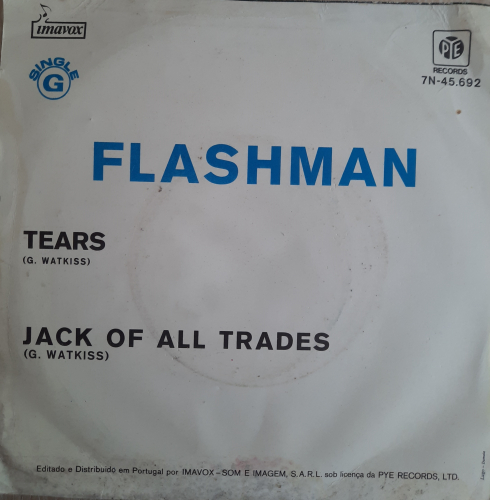 imavox
PYE
RECORDS
7N-45.692
SINGLE
G
FLASHMAN
TEARS
(G. WATKISS)
JACK OF ALL TRADES
(G. WATKISS)
Editado e Distribuido em Portugal por IMAVOX – SOM E IMAGEM, S.A.R.L. sob licença da PYE RECORDS, LTD.